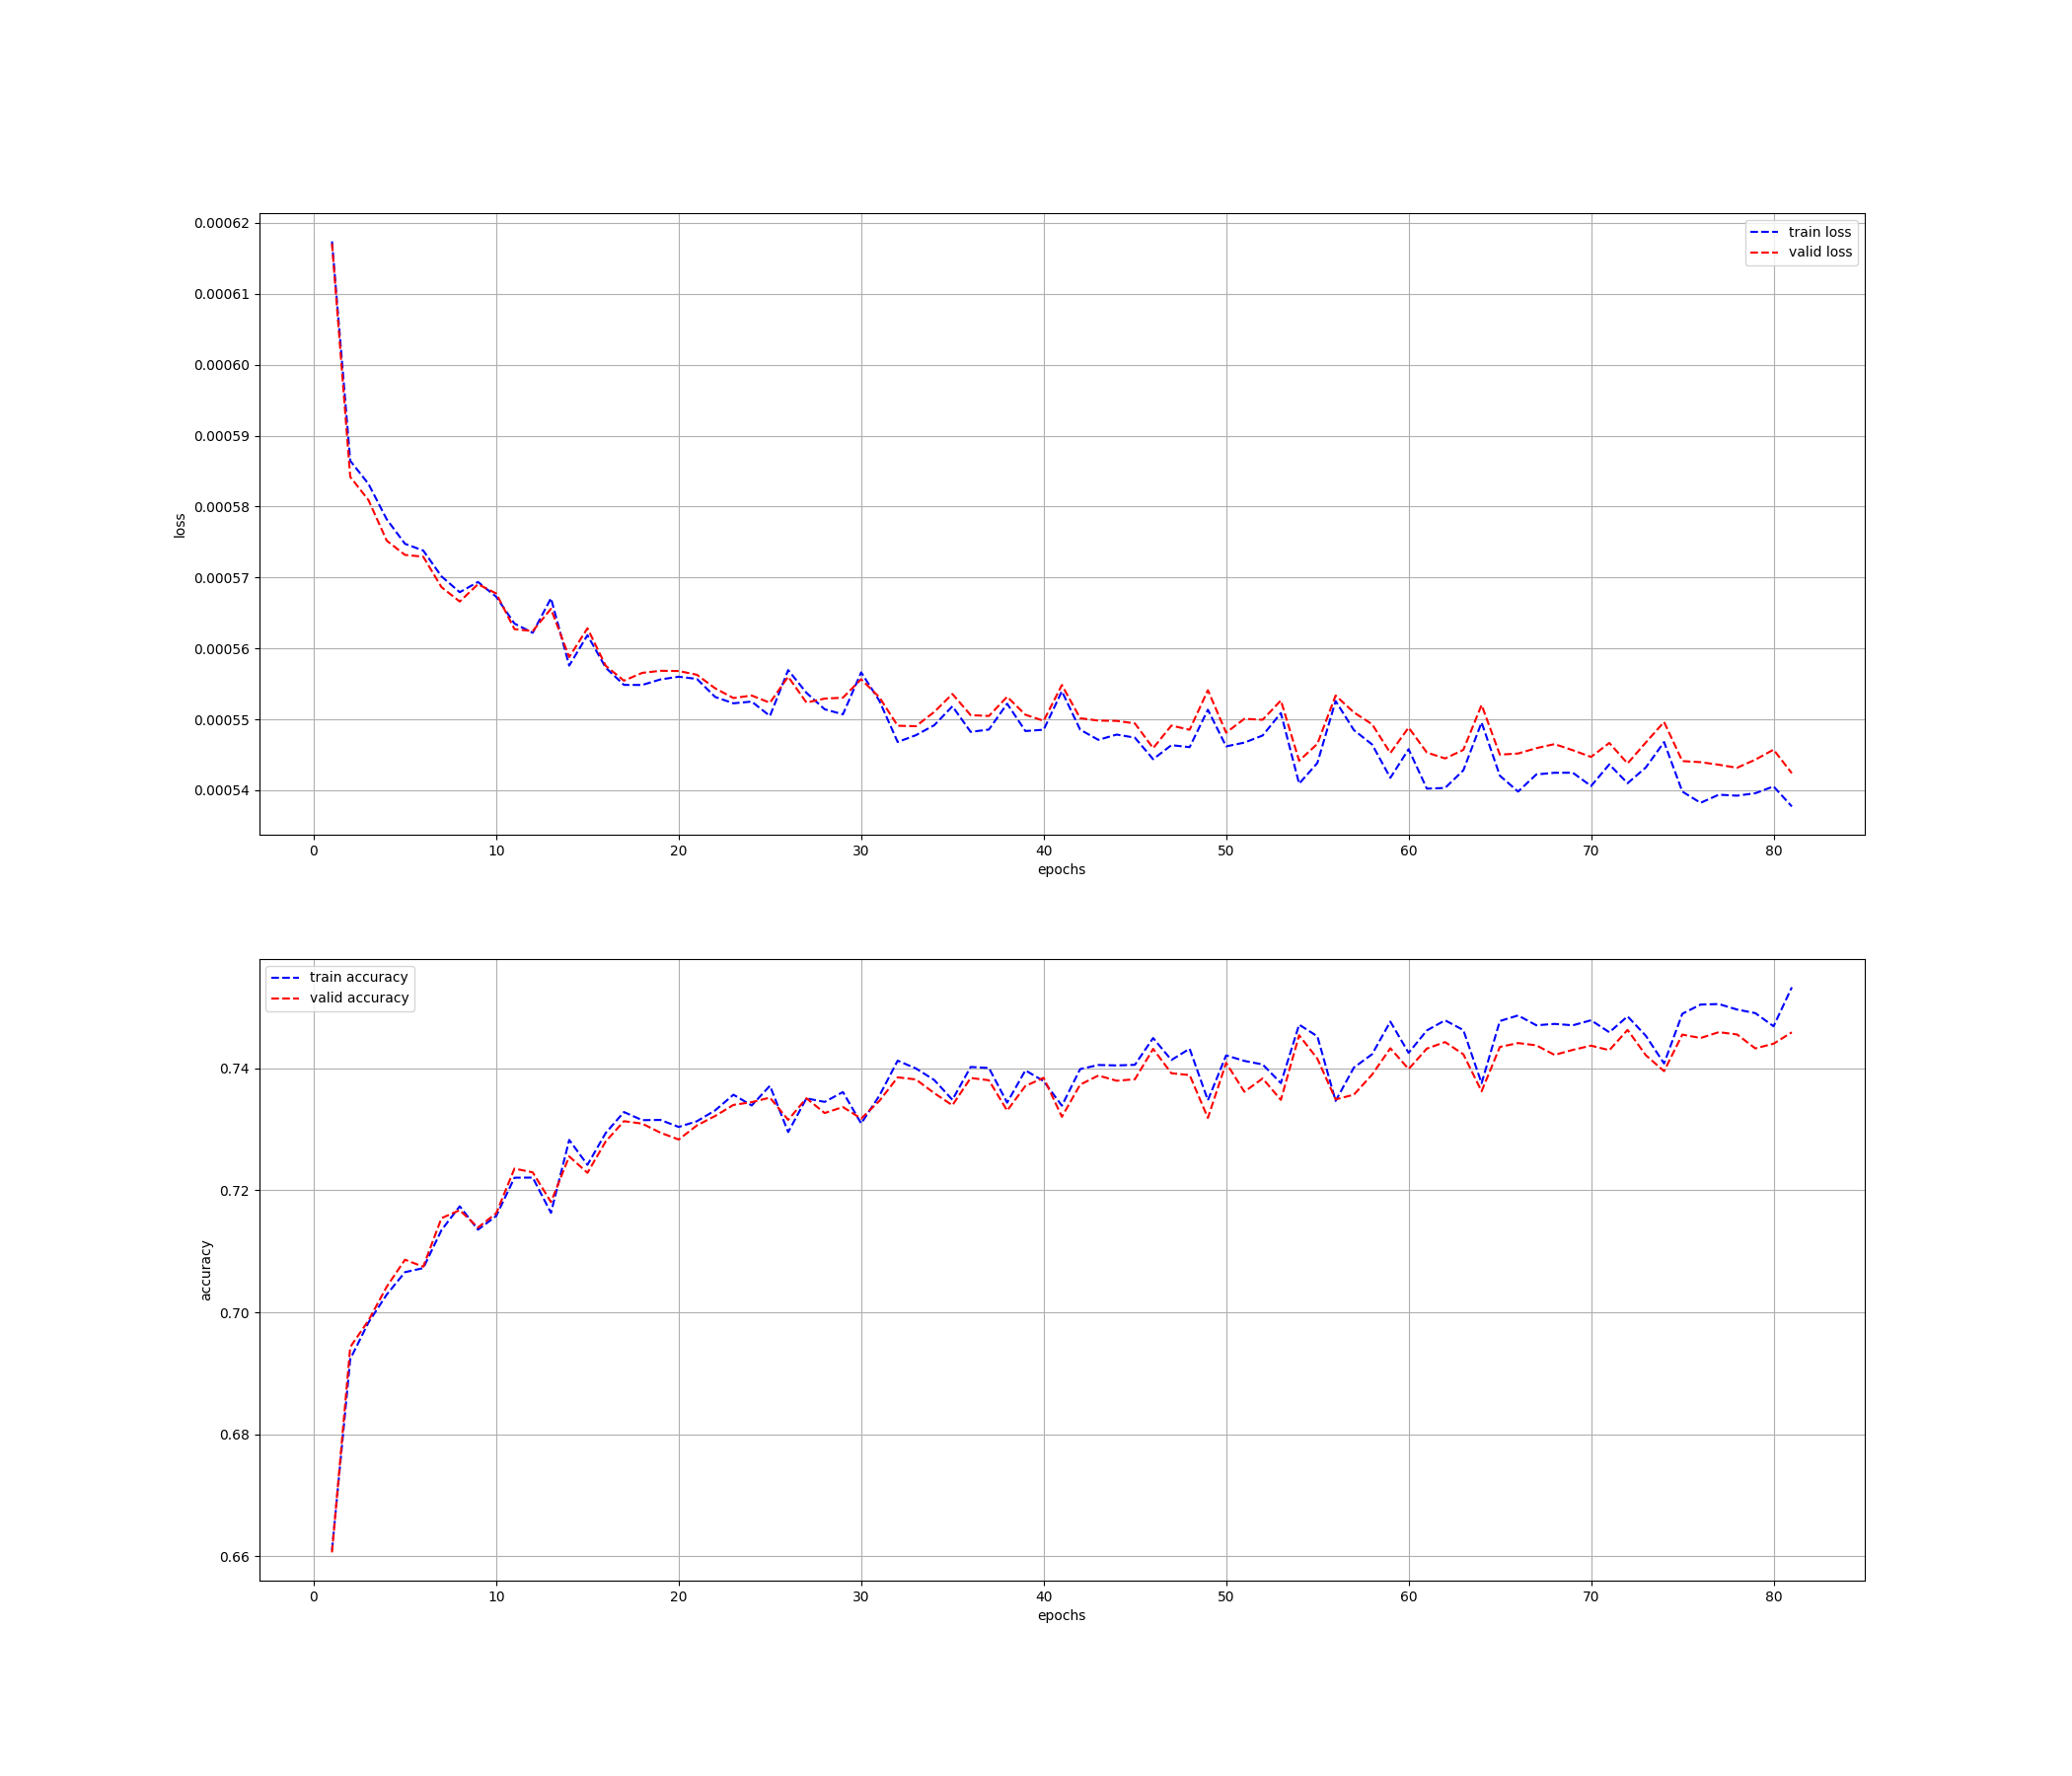 0.00062
0.00061
0.00060
0.00059
0.00058
0.00057
0.00056
0.00055
0.00054
loss
train loss
valid loss
0 10 20 30 40 50 60 70 80
epochs
train accuracy
valid accuracy
0.74
0.72
0.70
0.68
0.66
accuracy
0 10 20 30 40 50 60 70 80
epochs